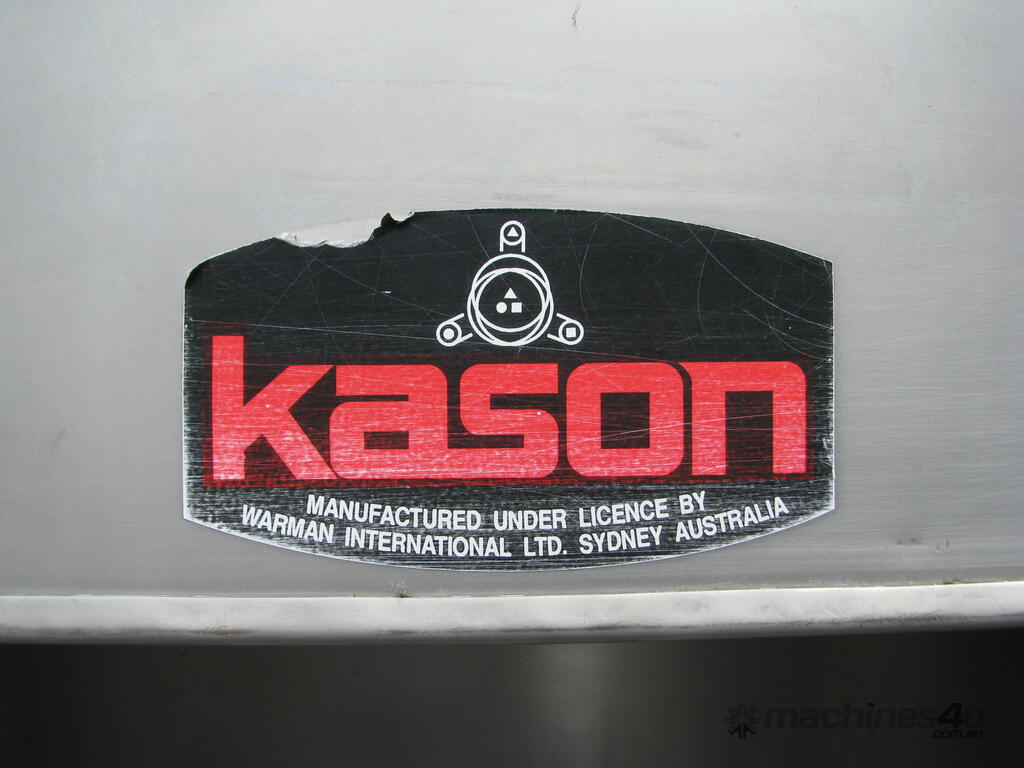 kason
MANUFACTURED UNDER LICENCE BY
WARMAN INTERNATIONAL LTD. SYDNEY AUSTRALIA
machines4u
.com.au